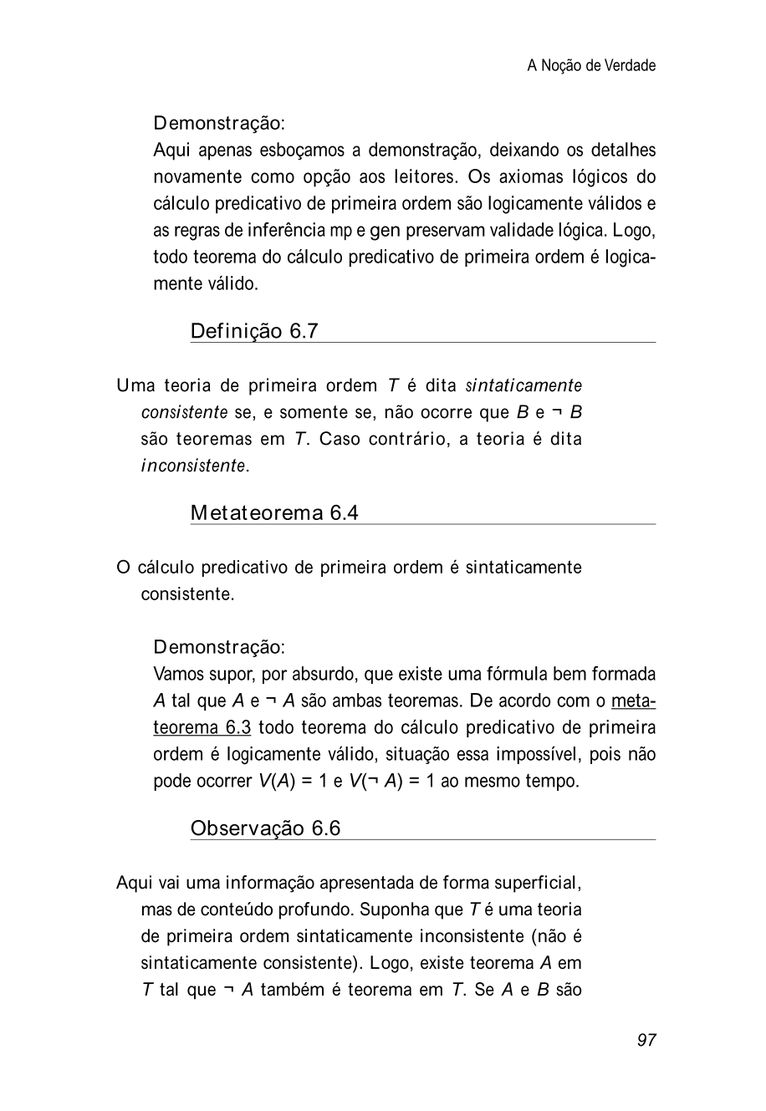 A Noção de Verdade
Demonstração:
Aqui apenas esboçamos a demonstração, deixando os detalhes
novamente como opção aos leitores. Os axiomas lógicos do
cálculo predicativo de primeira ordem são logicamente válidos e
as regras de inferência mp e gen preservam validade lógica. Logo,
todo teorema do cálculo predicativo de primeira ordem é logica-
mente válido.
Definição 6.7
Uma teoria de primeira ordem T é dita sintaticamente
consistente se, e somente se, não ocorre que B e ¬ B
são teoremas em T. Caso contrário, a teoria é dita
inconsistente.
Metateorema 6.4
O cálculo predicativo de primeira ordem é sintaticamente
consistente.
Demonstração:
Vamos supor, por absurdo, que existe uma fórmula bem formada
A tal que A e ¬ A são ambas teoremas. De acordo com o meta-
teorema 6.3 todo teorema do cálculo predicativo de primeira
ordem é logicamente válido, situação essa impossível, pois não
pode ocorrer V(A) = 1 e V(¬ A) = 1 ao mesmo tempo.
Observação 6.6
Aqui vai uma informação apresentada de forma superficial,
mas de conteúdo profundo. Suponha que T é uma teoria
de primeira ordem sintaticamente inconsistente (não é
sintaticamente consistente). Logo, existe teorema A em
T tal que ¬ A também é teorema em T. Se A e B são
97